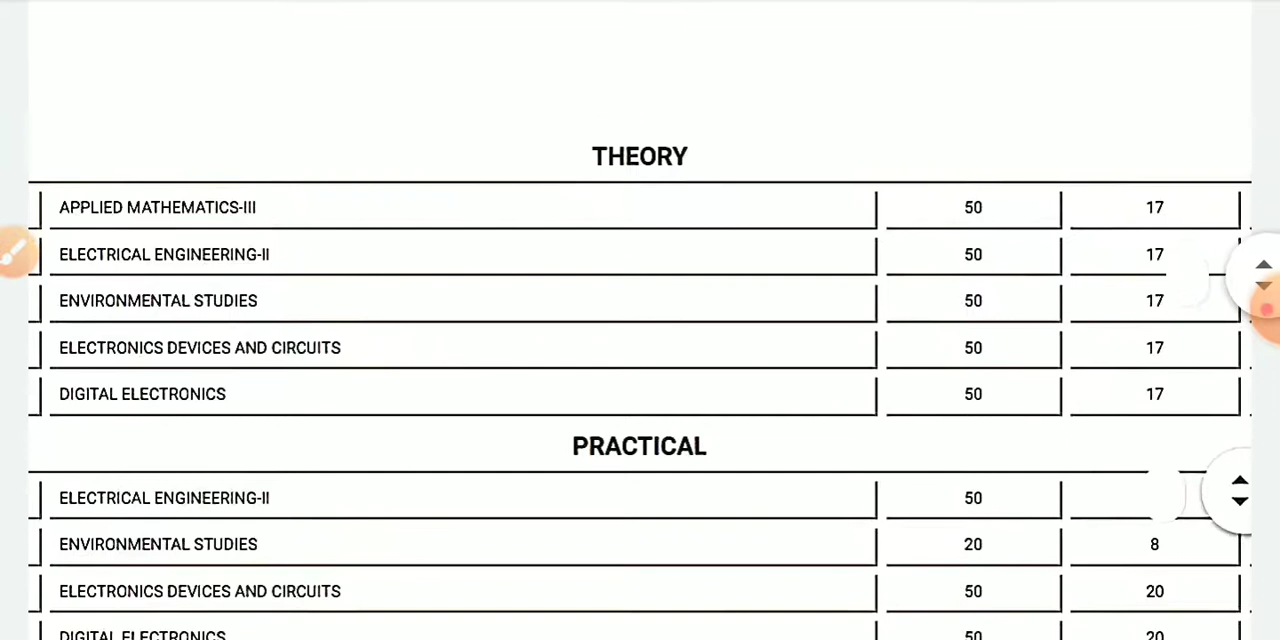 THEORY
APPLIED MATHEMATICS-III 50 17
ELECTRICAL ENGINEERING-II 50 17
ENVIRONMENTAL STUDIES 50 17
ELECTRONICS DEVICES AND CIRCUITS 50 17
DIGITAL ELECTRONICS 50 17
PRACTICAL
ELECTRICAL ENGINEERING-II 50
ENVIRONMENTAL STUDIES 20 8
ELECTRONICS DEVICES AND CIRCUITS 50 20
DIGITAL ELECTRONICS 50 20